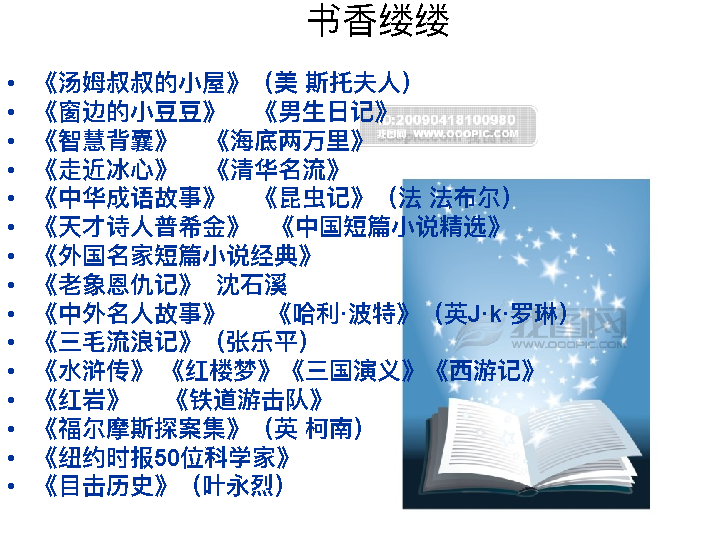 书香缕缕
• 《汤姆叔叔的小屋》（美 斯托夫人）
• 《窗边的小豆豆》 《男生日记》
• 《智慧背囊》 《海底两万里》
• 《走近冰心》 《清华名流》
• 《中华成语故事》 《昆虫记》（法 法布尔）
• 《天才诗人普希金》 《中国短篇小说精选》
• 《外国名家短篇小说经典》
• 《老象恩仇记》 沈石溪
• 《中外名人故事》 《哈利·波特》（英J·k·罗琳）
• 《三毛流浪记》（张乐平）
• 《水浒传》 《红楼梦》《三国演义》《西游记》
• 《红岩》 《铁道游击队》
• 《福尔摩斯探案集》（英 柯南）
• 《纽约时报50位科学家》
• 《目击历史》（叶永烈）
:20090418100980
WWW.OOOPIC.COM
WWW.OOOPIC.COM